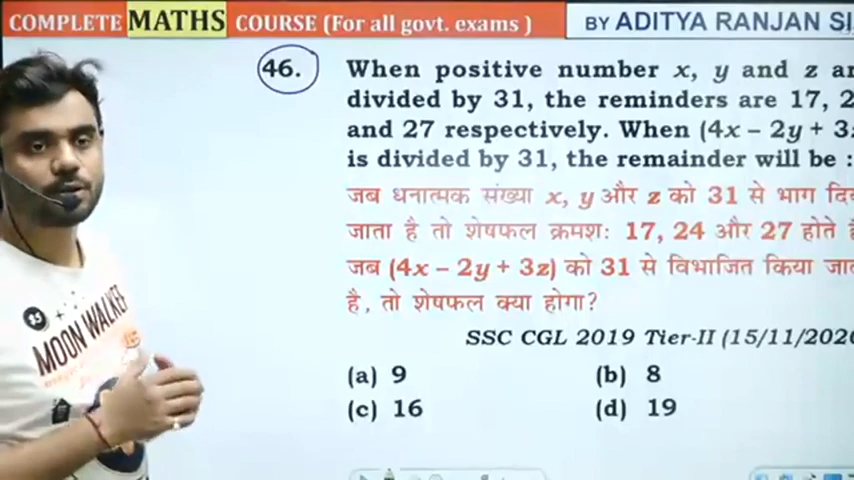 COMPLETE MATHS COURSE (For all govt. exams )
BY ADITYA RANJAN
46.
When positive number x, y and z
divided by 31, the reminders are 17,
and 27 respectively. When (4x – 2y + 3
is divided by 31, the remainder will be :
जब धनात्मक संख्या x, y और z को 31 से भाग
जाता है तो शेषफल क्रमश: 17, 24 और 27 होते
जब (4x – 2y + 3z) को 31 से विभाजित किया
है, तो शेषफल क्या होगा?
SSC CGL 2019 Tier-II (15/11/202
(a) 9
(b) 8
(c) 16
(d) 19
MOON WALKER
35